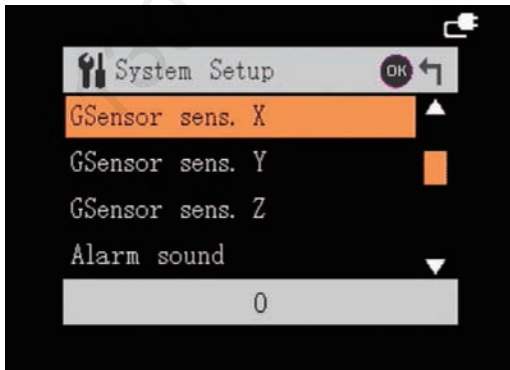 System Setup OK
GSensor sens. X
GSensor sens. Y
GSensor sens. Z
Alarm sound
0